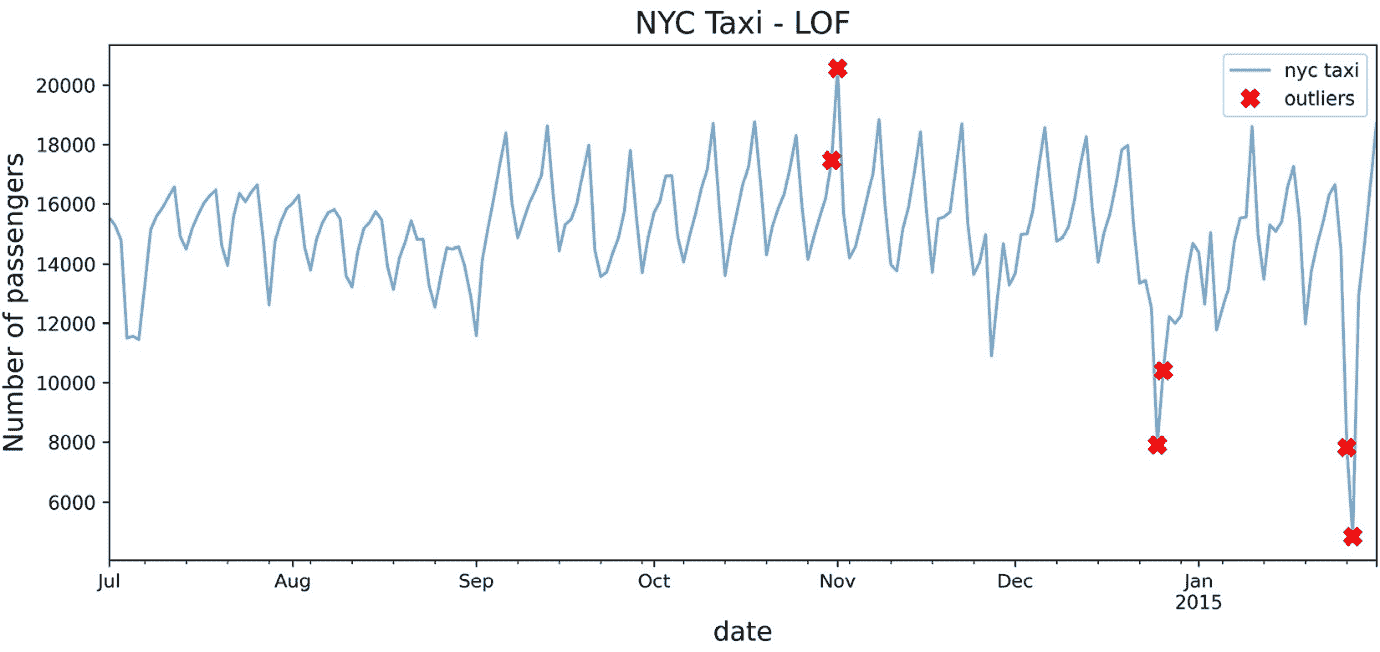 NYC Taxi - LOF
nyc taxi
outliers
Number of passengers
20000
18000
16000
14000
12000
10000
8000
6000
Jul Aug Sep Oct Nov Dec Jan
2015
date